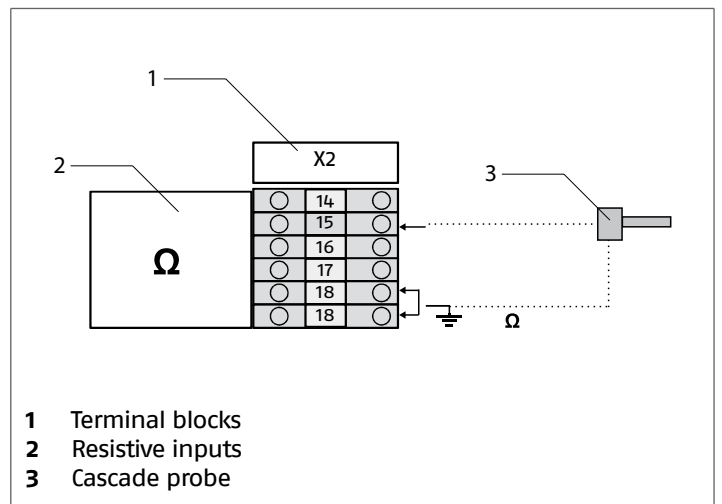 1
X2
2
3
14
15
16
17
18
18
Ω
Ω
1 Terminal blocks
2 Resistive inputs
3 Cascade probe